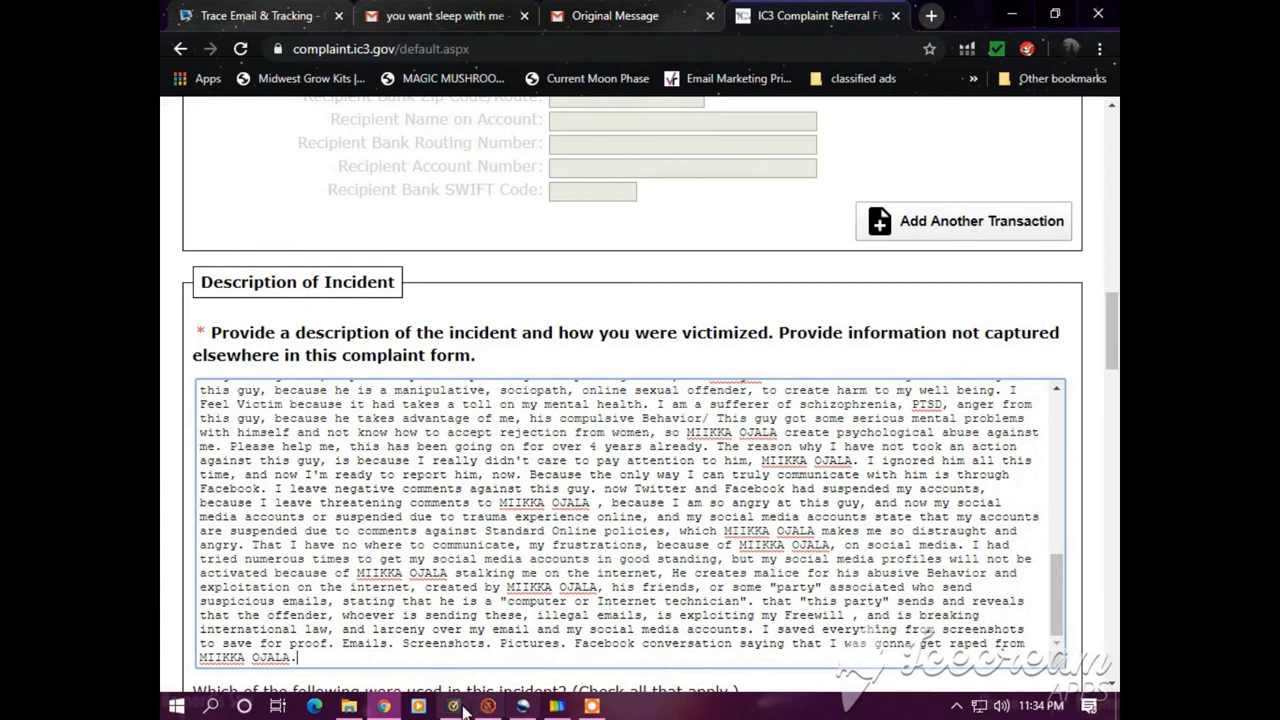 Trace Email & Tracking - 
you want sleep with me -
Original Message
IC3 Complaint Referral Fo
complaint.ic3.gov/default.aspx
Apps
Midwest Grow Kits |...
MAGIC MUSHROO...
Current Moon Phase
Email Marketing Pri...
classified ads
»
Other bookmarks
Recipient Bank Zip Code/Route:
Recipient Name on Account:
Recipient Bank Routing Number:
Recipient Account Number:
Recipient Bank SWIFT Code:
Add Another Transaction
Description of Incident
* Provide a description of the incident and how you were victimized. Provide information not captured
elsewhere in this complaint form.
this guy, because he is a manipulative, sociopath, online sexual offender, to create harm to my well being. I
Feel Victim because it had takes a toll on my mental health. I am a sufferer of schizophrenia, PTSD, anger from
this guy, because he takes advantage of me, his compulsive Behavior/ This guy got some serious mental problems
with himself and not know how to accept rejection from women, so MIIKKA OJALA create psychological abuse against
me. Please help me, this has been going on for over 4 years already. The reason why I have not took an action
against this guy, is because I really didn't care to pay attention to him, MIIKKA OJALA. I ignored him all this
time, and now I'm ready to report him, now. Because the only way I can truly communicate with him is through
Facebook. I leave negative comments against this guy. now Twitter and Facebook had suspended my accounts,
because I leave threatening comments to MIIKKA OJALA , because I am so angry at this guy, and now my social
media accounts or suspended due to trauma experience online, and my social media accounts state that my accounts
are suspended due to comments against Standard Online policies, which MIIKKA OJALA makes me so distraught and
angry. That I have no where to communicate, my frustrations, because of MIIKKA OJALA, on social media. I had
tried numerous times to get my social media accounts in good standing, but my social media profiles will not be
activated because of MIIKKA OJALA stalking me on the internet, He creates malice for his abusive Behavior and
exploitation on the internet, created by MIIKKA OJALA, his friends, or some "party" associated who send
suspicious emails, stating that he is a "computer or Internet technician". that "this party" sends and reveals
that the offender, whoever is sending these, illegal emails, is exploiting my Freewill , and is breaking
international law, and larceny over my email and my social media accounts. I saved everything from screenshots
to save for proof. Emails. Screenshots. Pictures. Facebook conversation saying that I was gonna get raped from
MIIKKA OJALA.
Which of the following were used in this incident? (Check all that apply.)
Icecream
APPS
11:34 PM